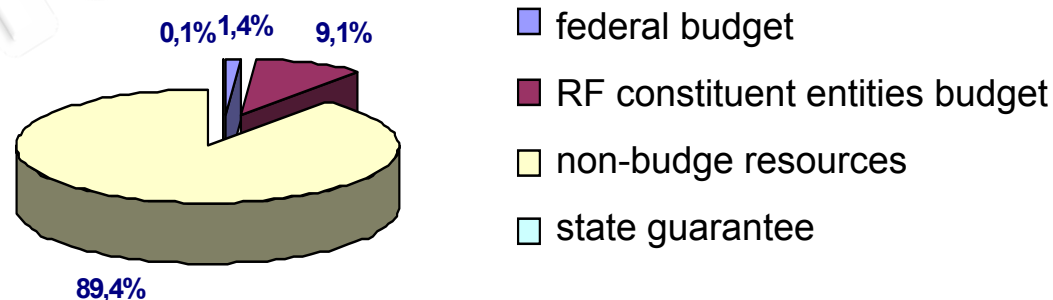 0,1% 1,4% 9,1%
89,4%
federal budget
RF constituent entities budget
non-budge resources
state guarantee